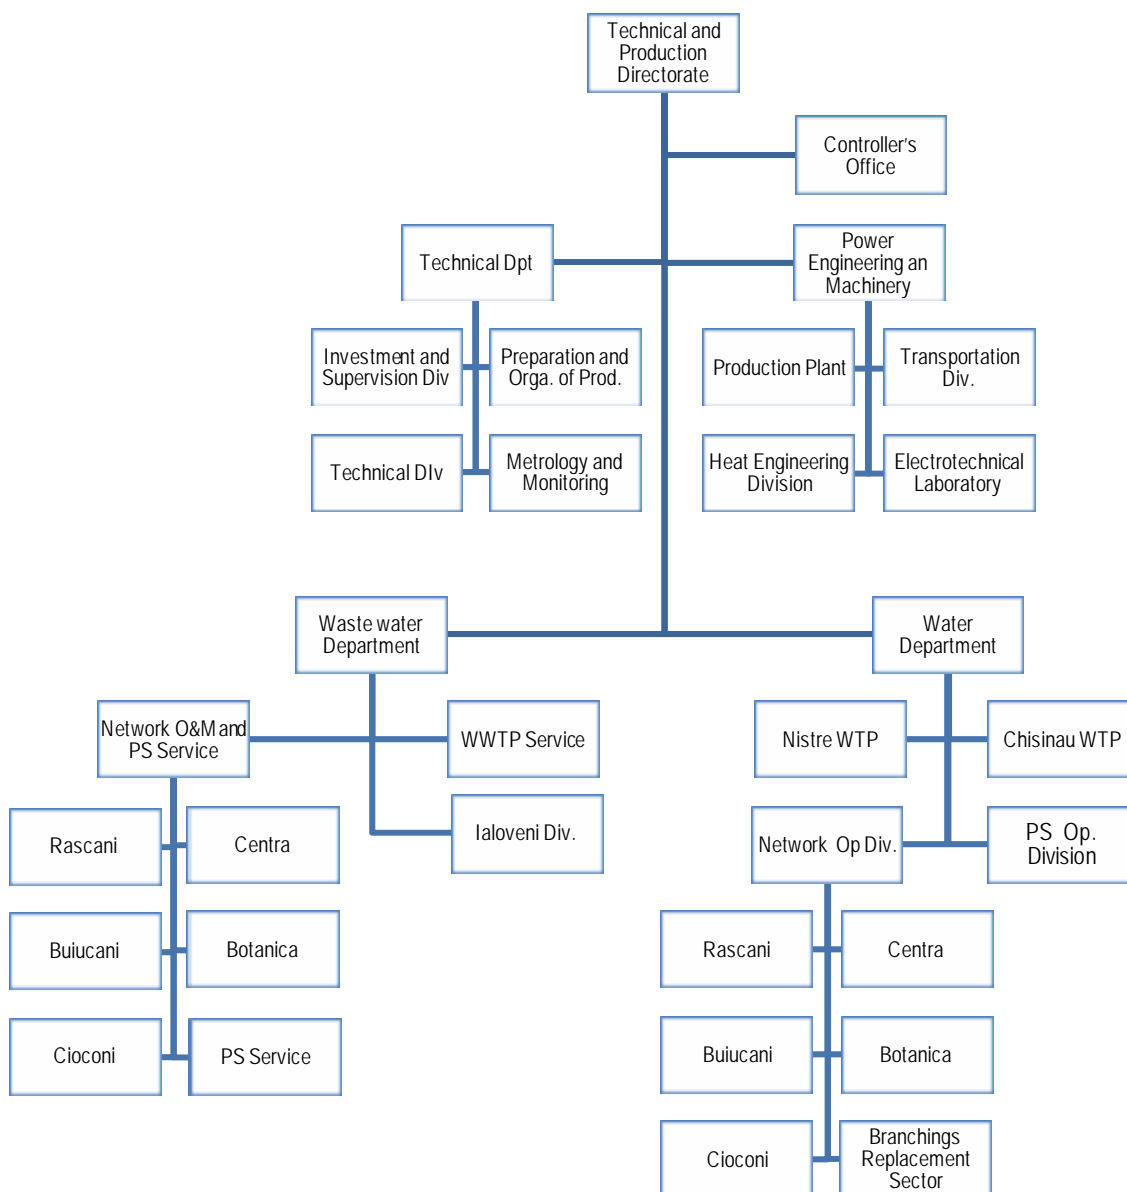 Technical and
Production
Directorate
Controller's
Office
Technical Dpt
Power
Engineering an
Machinery
Investment and
Supervision Div
Preparation and
Orga. of Prod.
Production Plant
Transportation
Div.
Technical DIv
Metrology and
Monitoring
Heat Engineering
Division
Electrotechnical
Laboratory
Waste water
Department
Water
Department
Network O&M and
PS Service
WWTP Service
Nistre WTP
Chisinau WTP
Ialoveni Div.
Network Op Div.
PS Op.
Division
Rascani
Centra
Buiucani
Botanica
Cioconi
PS Service
Rascani
Centra
Buiucani
Botanica
Cioconi
Branchings
Replacement
Sector